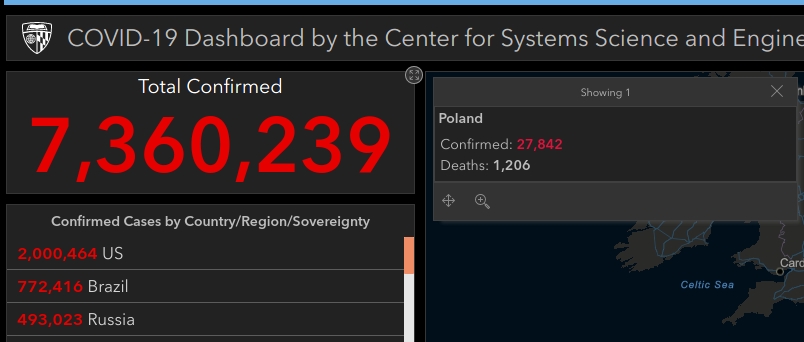 COVID-19 Dashboard by the Center for Systems Science and Engine
Total Confirmed
7,360,239
Confirmed Cases by Country/Region/Sovereignty
2,000,464 US
772,416 Brazil
493,023 Russia
Showing 1
Poland
Confirmed: 27,842
Deaths: 1,206
Celtic Sea
Card